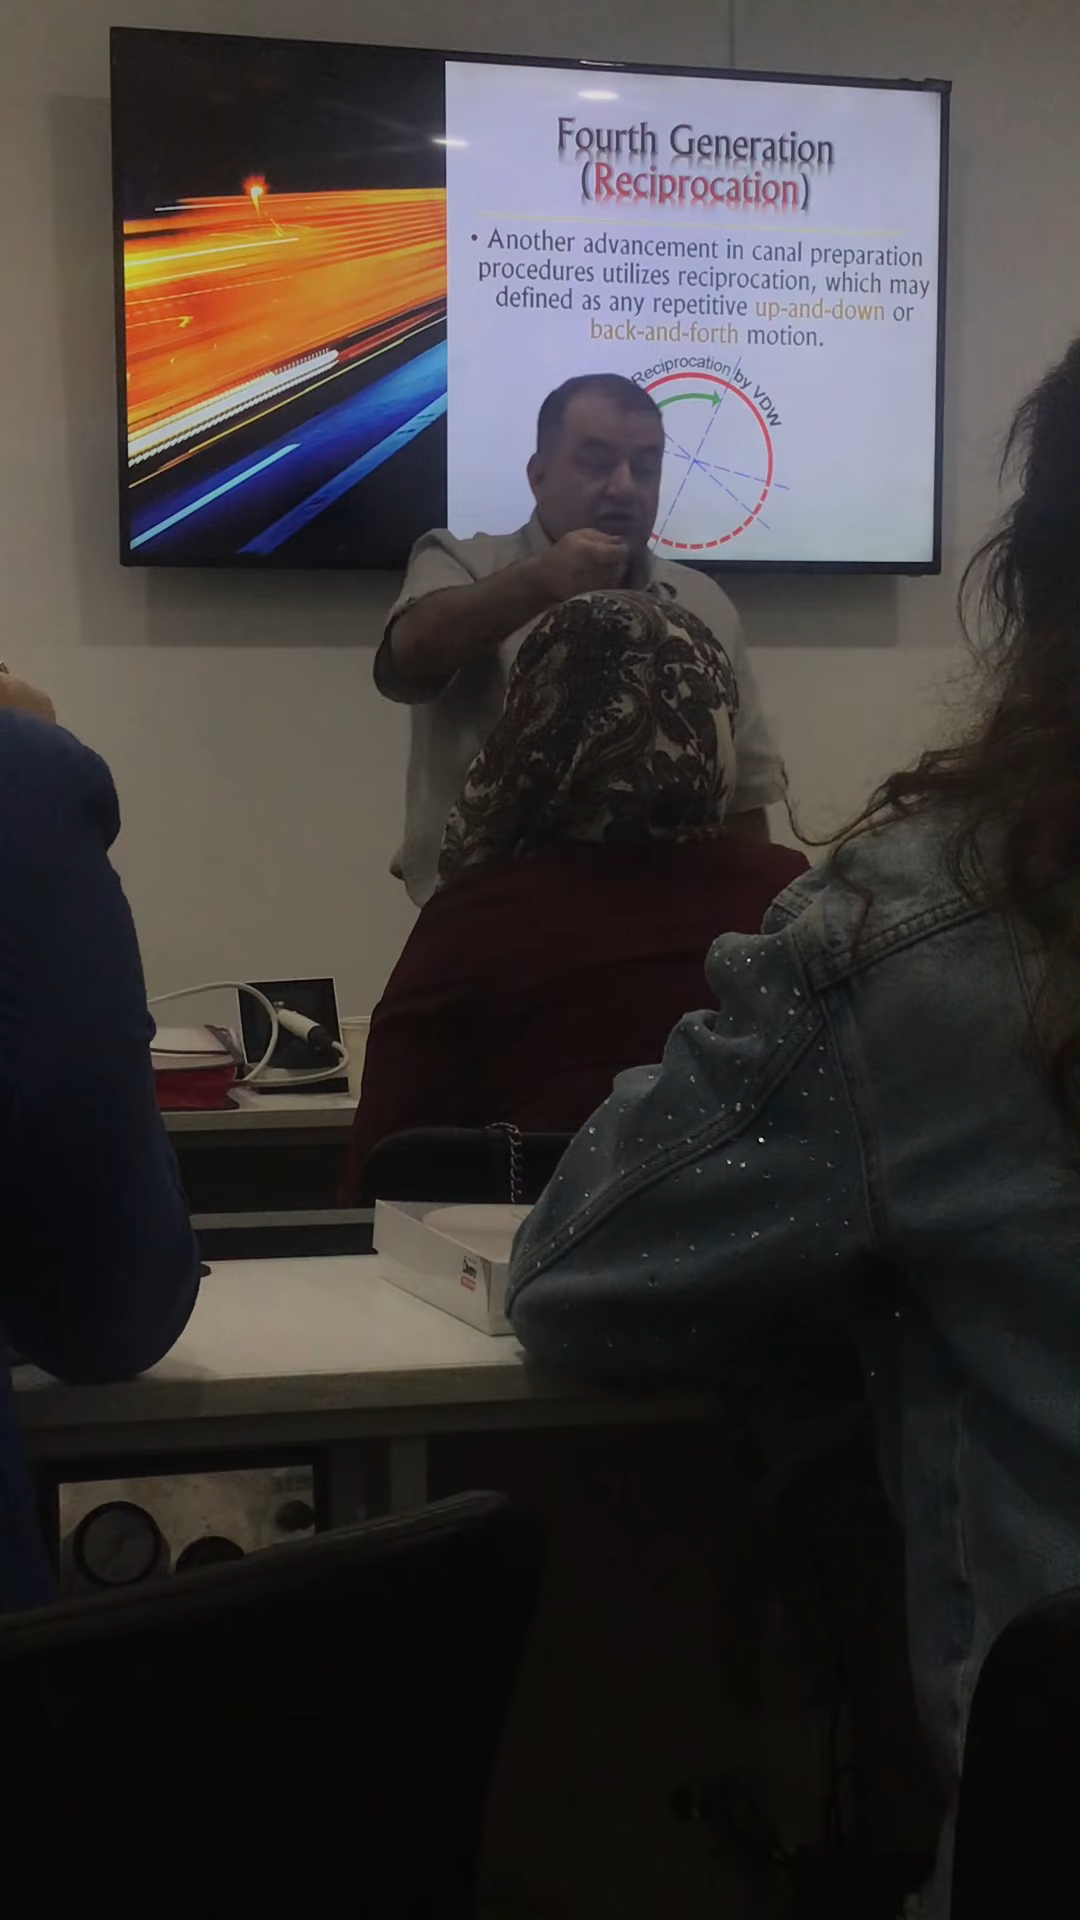 Fourth Generation
(Reciprocation)
• Another advancement in canal preparation
procedures utilizes reciprocation, which may
defined as any repetitive up-and-down or
back-and-forth motion.
Reciprocation by VDW